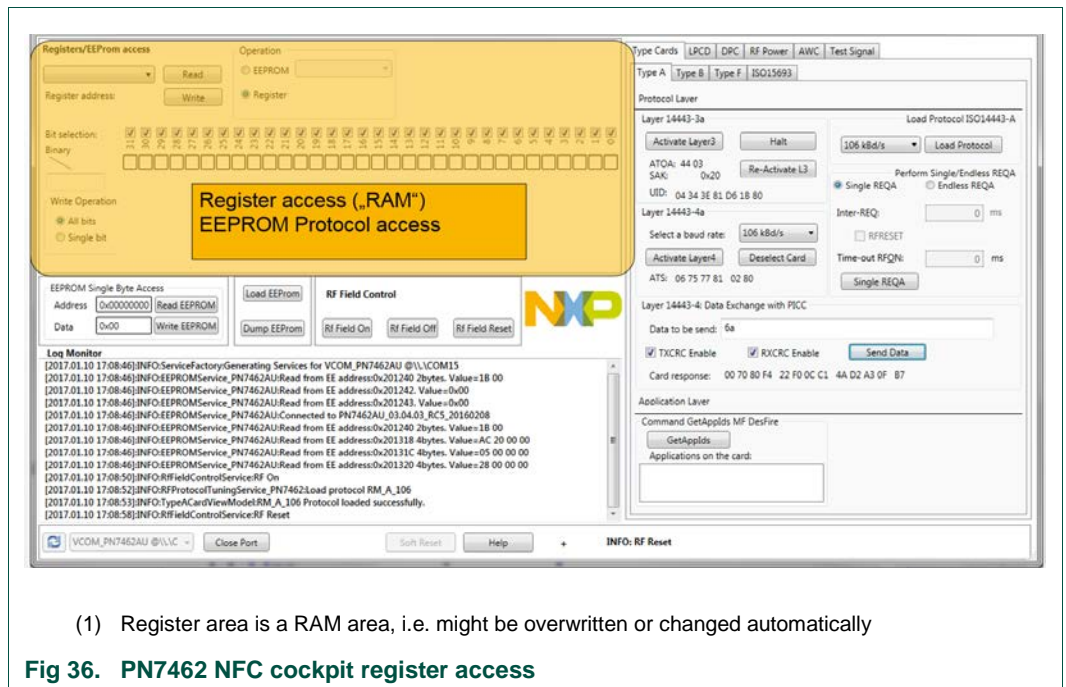 Registers/EEProm access
Operation
Read
EEPROM
Register address:
Write
Register
Bit selection:
31 30 29 28 27 26 25 24 23 22 21 20 19 18 17 16 15 14 13 12 11 10 9 8 7 6 5 4 3 2 1 0
Binary
Write Operation
All bits
Single bit
Register access („RAM“)
EEPROM Protocol access
EEPROM Single Byte Access
Address 0x00000000 Read EEPROM
Data 0x00 Write EEPROM
Load EEProm
Dump EEProm
RF Field Control
RF Field On RF Field Off RF Field Reset
NXP
Log Monitor
[2017.01.10 17:08:46]:INFO:ServiceFactory:Generating Services for VCOM_PN7462AU @\\.\COM15
[2017.01.10 17:08:46]:INFO:EEPROMService_PN7462AU:Read from EE address:0x201240 2bytes. Value=1B 00
[2017.01.10 17:08:46]:INFO:EEPROMService_PN7462AU:Read from EE address:0x201242. Value=0x00
[2017.01.10 17:08:46]:INFO:EEPROMService_PN7462AU:Read from EE address:0x201243. Value=0x00
[2017.01.10 17:08:46]:INFO:EEPROMService_PN7462AU:Connected to PN7462AU_03.04.03_RC5_20160208
[2017.01.10 17:08:46]:INFO:EEPROMService_PN7462AU:Read from EE address:0x201240 2bytes. Value=1B 00
[2017.01.10 17:08:46]:INFO:EEPROMService_PN7462AU:Read from EE address:0x201318 4bytes. Value=AC 20 00 00
[2017.01.10 17:08:46]:INFO:EEPROMService_PN7462AU:Read from EE address:0x20131C 4bytes. Value=05 00 00 00
[2017.01.10 17:08:46]:INFO:EEPROMService_PN7462AU:Read from EE address:0x201320 4bytes. Value=28 00 00 00
[2017.01.10 17:08:50]:INFO:RfFieldControlService:RF On
[2017.01.10 17:08:52]:INFO:RFProtocolTuningService_PN7462:Load protocol RM_A_106
[2017.01.10 17:08:53]:INFO:TypeACardViewModel:RM_A_106 Protocol loaded successfully.
[2017.01.10 17:08:58]:INFO:RfFieldControlService:RF Reset
Type Cards LPCD DPC RF Power AWC Test Signal
Type A Type B Type F ISO15693
Protocol Layer
Layer 14443-3a
Load Protocol ISO14443-A
Activate Layer3 Halt
106 kBd/s Load Protocol
ATQA: 44 03
SAK: 0x20
Re-Activate L3
UID: 04 34 3E 81 D6 1B 80
Perform Single/Endless REQA
Single REQA Endless REQA
Layer 14443-4a
Inter-REQ: 0 ms
Select a baud rate: 106 kBd/s
RFRESET
Activate Layer4 Deselect Card
Time-out RFON: 0 ms
ATS: 06 75 77 81 02 80
Single REQA
Layer 14443-4: Data Exchange with PICC
Data to be send: 6a
TXCRC Enable RXCRC Enable Send Data
Card response: 00 70 80 F4 22 F0 0C C1 4A D2 A3 0F B7
Application Layer
Command GetAppIds MF DesFire
GetAppIds
Applications on the card:
VCOM_PN7462AU @\\.\C Close Port Soft Reset Help + INFO: RF Reset
(1) Register area is a RAM area, i.e. might be overwritten or changed automatically
Fig 36. PN7462 NFC cockpit register access